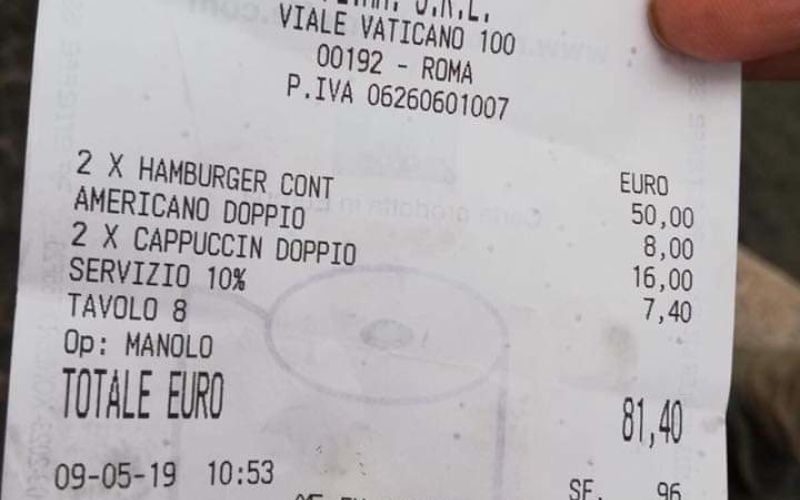 S.R.L.
VIALE VATICANO 100
00192 - ROMA
P.IVA 06260601007
EURO
2 X HAMBURGER CONT 50,00
AMERICANO DOPPIO 8,00
2 X CAPPUCCIN DOPPIO 16,00
SERVIZIO 10% 7,40
TAVOLO 8
Op: MANOLO
TOTALE EURO 81,40
09-05-19 10:53
SF. 96